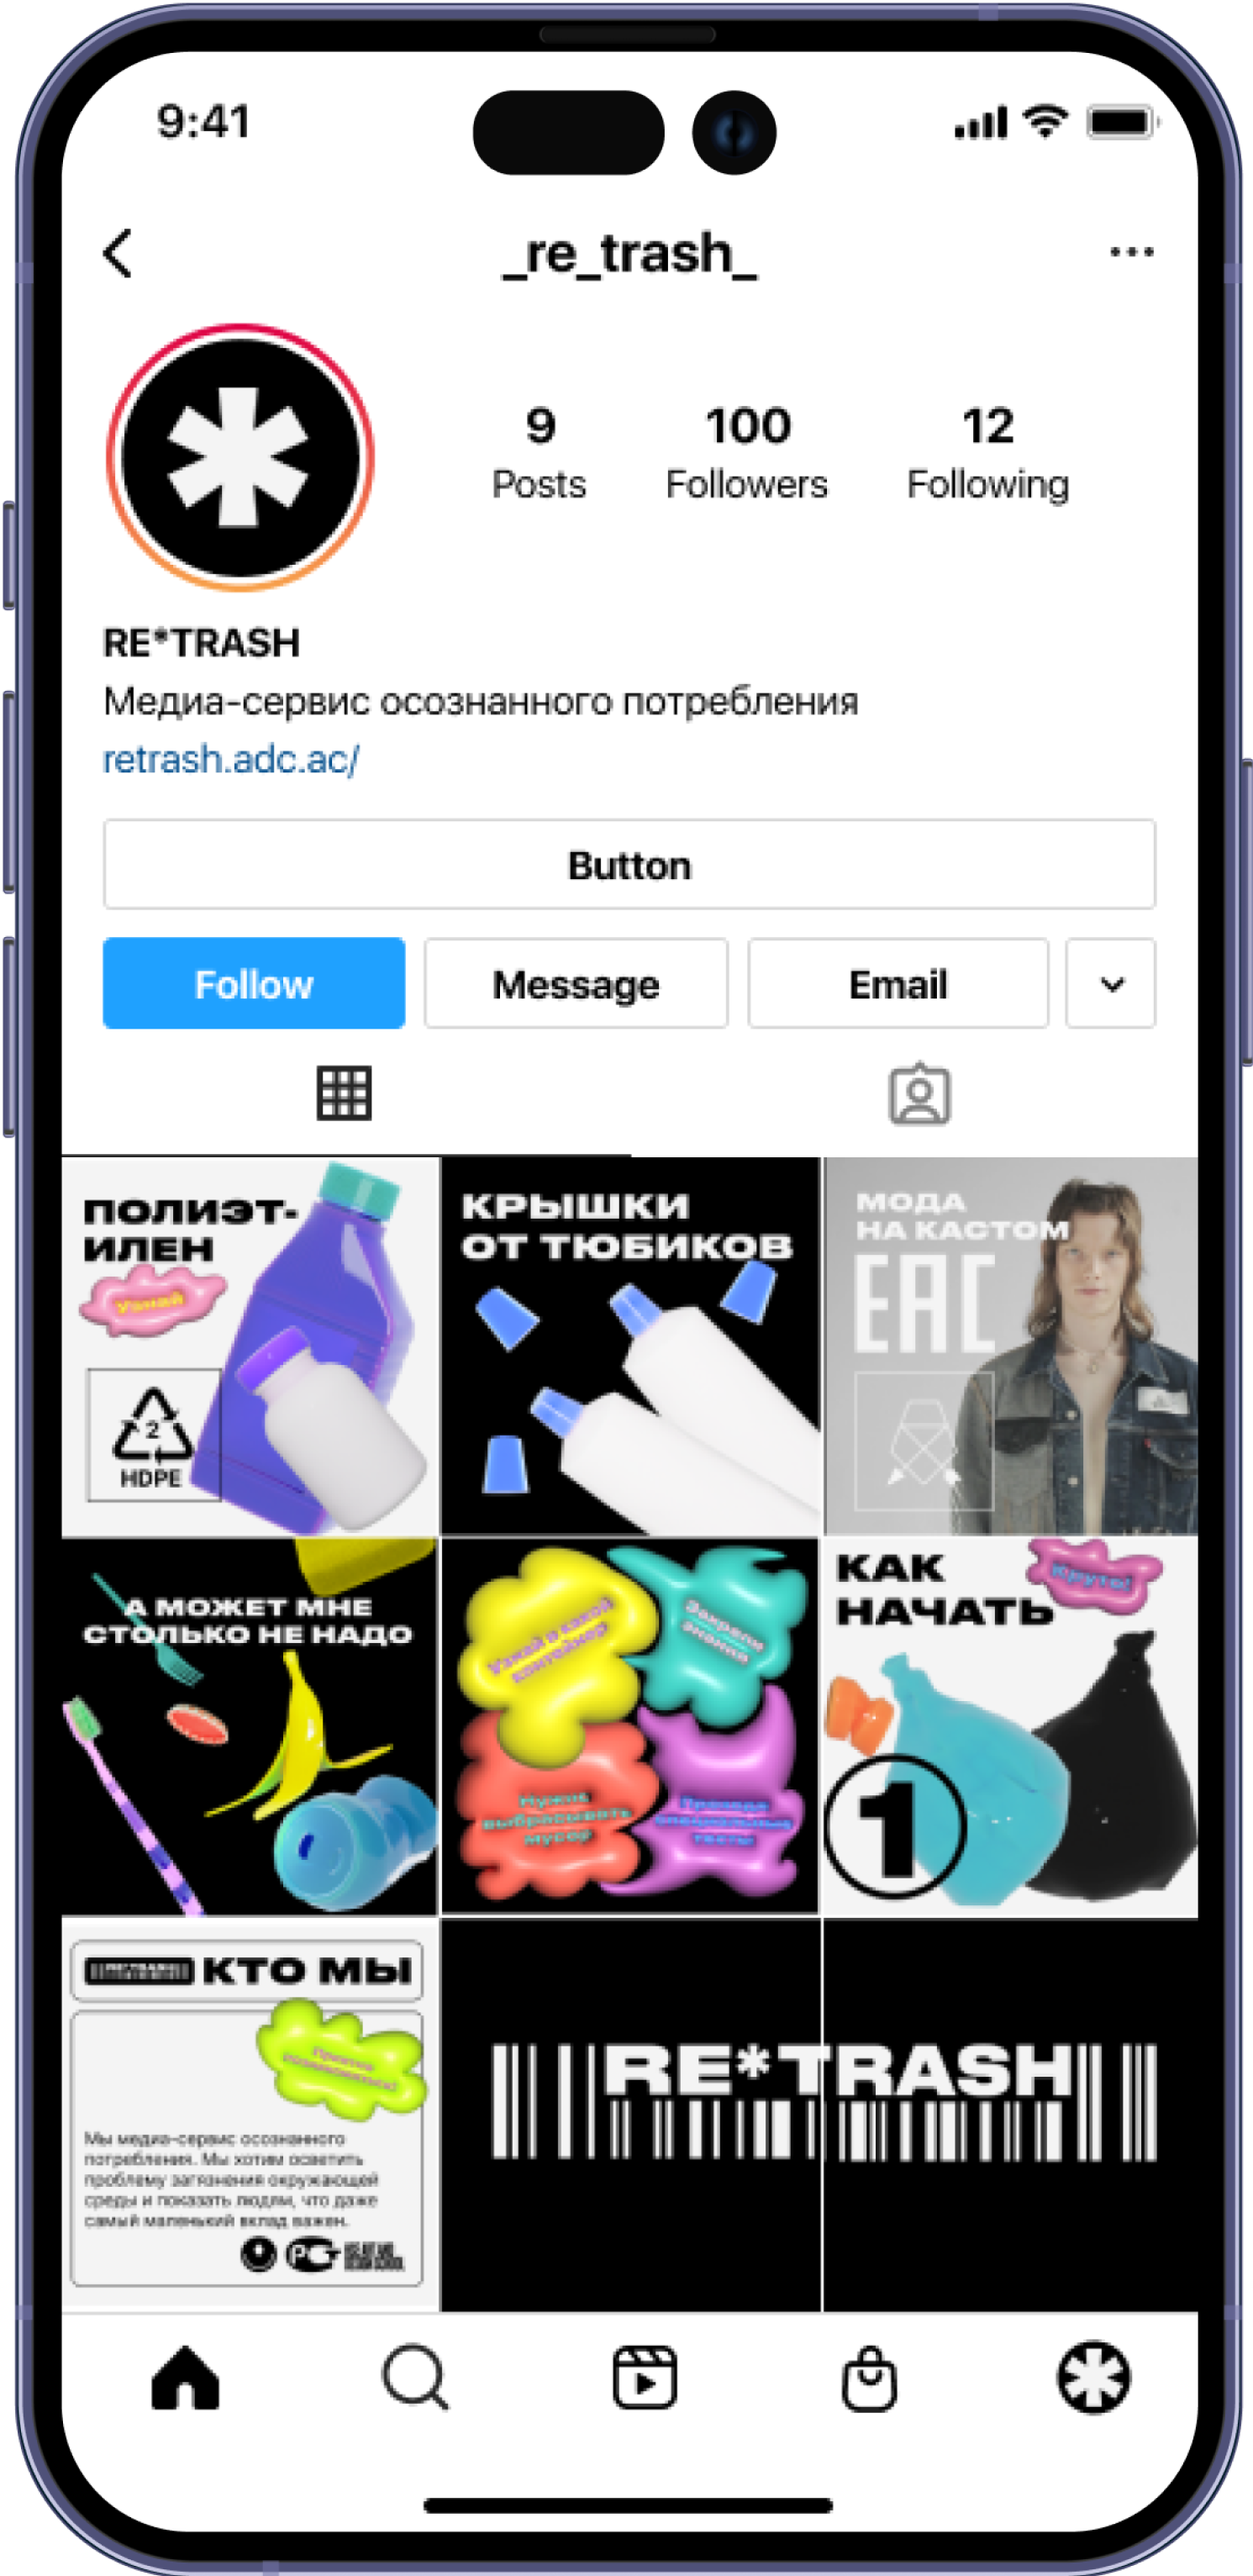 9:41
_re_trash_
9
100
12
Posts
Followers
Following
RE*TRASH
Медиа-сервис осознанного потребления
retrash.adc.ac/
Button
Follow
Message
Email
ПОЛИЭТ-
ИЛЕН
Узнай
2
HDPE
КРЫШКИ
ОТ ТЮБИКОВ
МОДА
НА КАСТОМ
EAC
А МОЖЕТ МНЕ
СТОЛЬКО НЕ НАДО
Узнай в какой
контейнер
Закрепи
знания
Нужно
выбрасывать
мусор
Проходи
специальные
тесты
КАК
НАЧАТЬ
Круто!
1
КТО МЫ
Мы медиа-сервис осознанного
потребления. Мы хотим осветить
проблему загрязнения окружающей
среды и показать людям, что даже
самый маленький вклад важен.
RE*TRASH